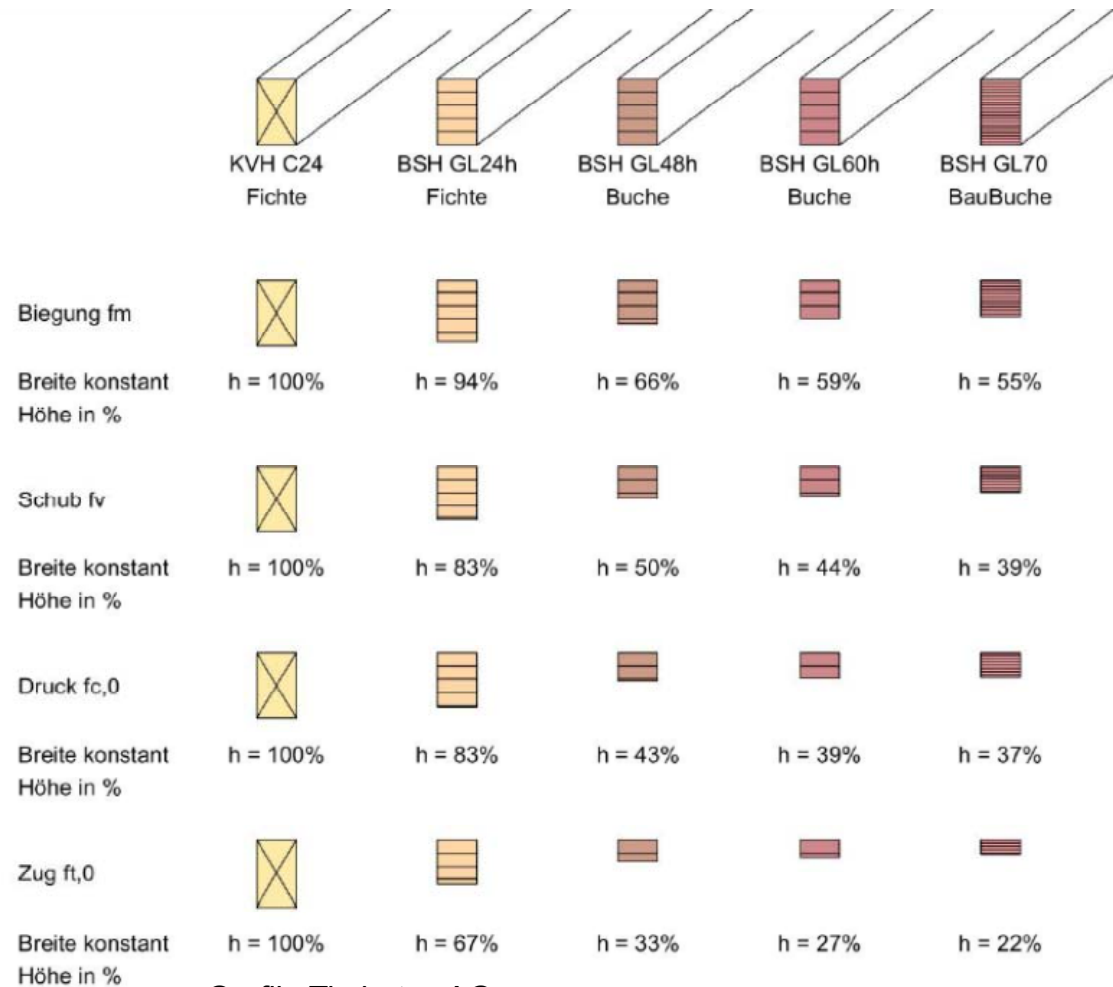 KVH C24 BSH GL24h BSH GL48h BSH GL60h BSH GL70
Fichte Fichte Buche Buche BauBuche
Biegung fm
Breite konstant h = 100% h = 94% h = 66% h = 59% h = 55%
Höhe in %
Schub fv
Breite konstant h = 100% h = 83% h = 50% h = 44% h = 39%
Höhe in %
Druck fc,0
Breite konstant h = 100% h = 83% h = 43% h = 39% h = 37%
Höhe in %
Zug ft,0
Breite konstant h = 100% h = 67% h = 33% h = 27% h = 22%
Höhe in %